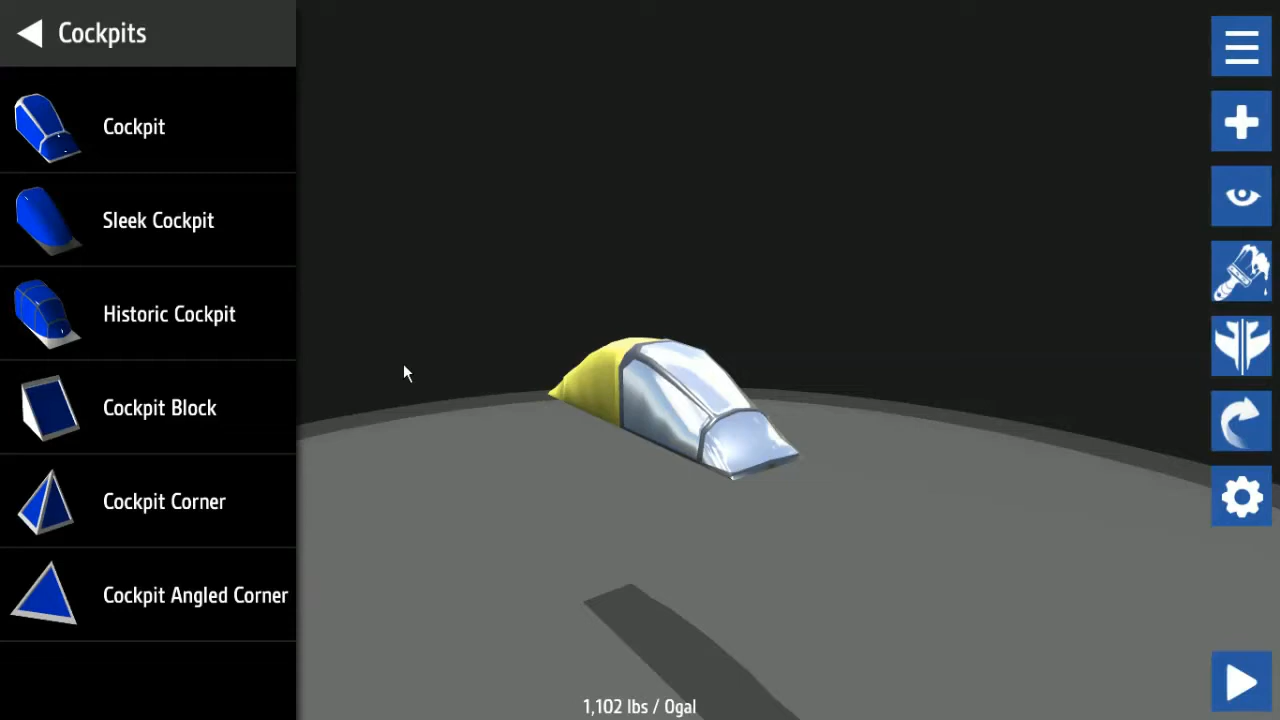 Cockpits
Cockpit
Sleek Cockpit
Historic Cockpit
Cockpit Block
Cockpit Corner
Cockpit Angled Corner
1,102 lbs / 0gal